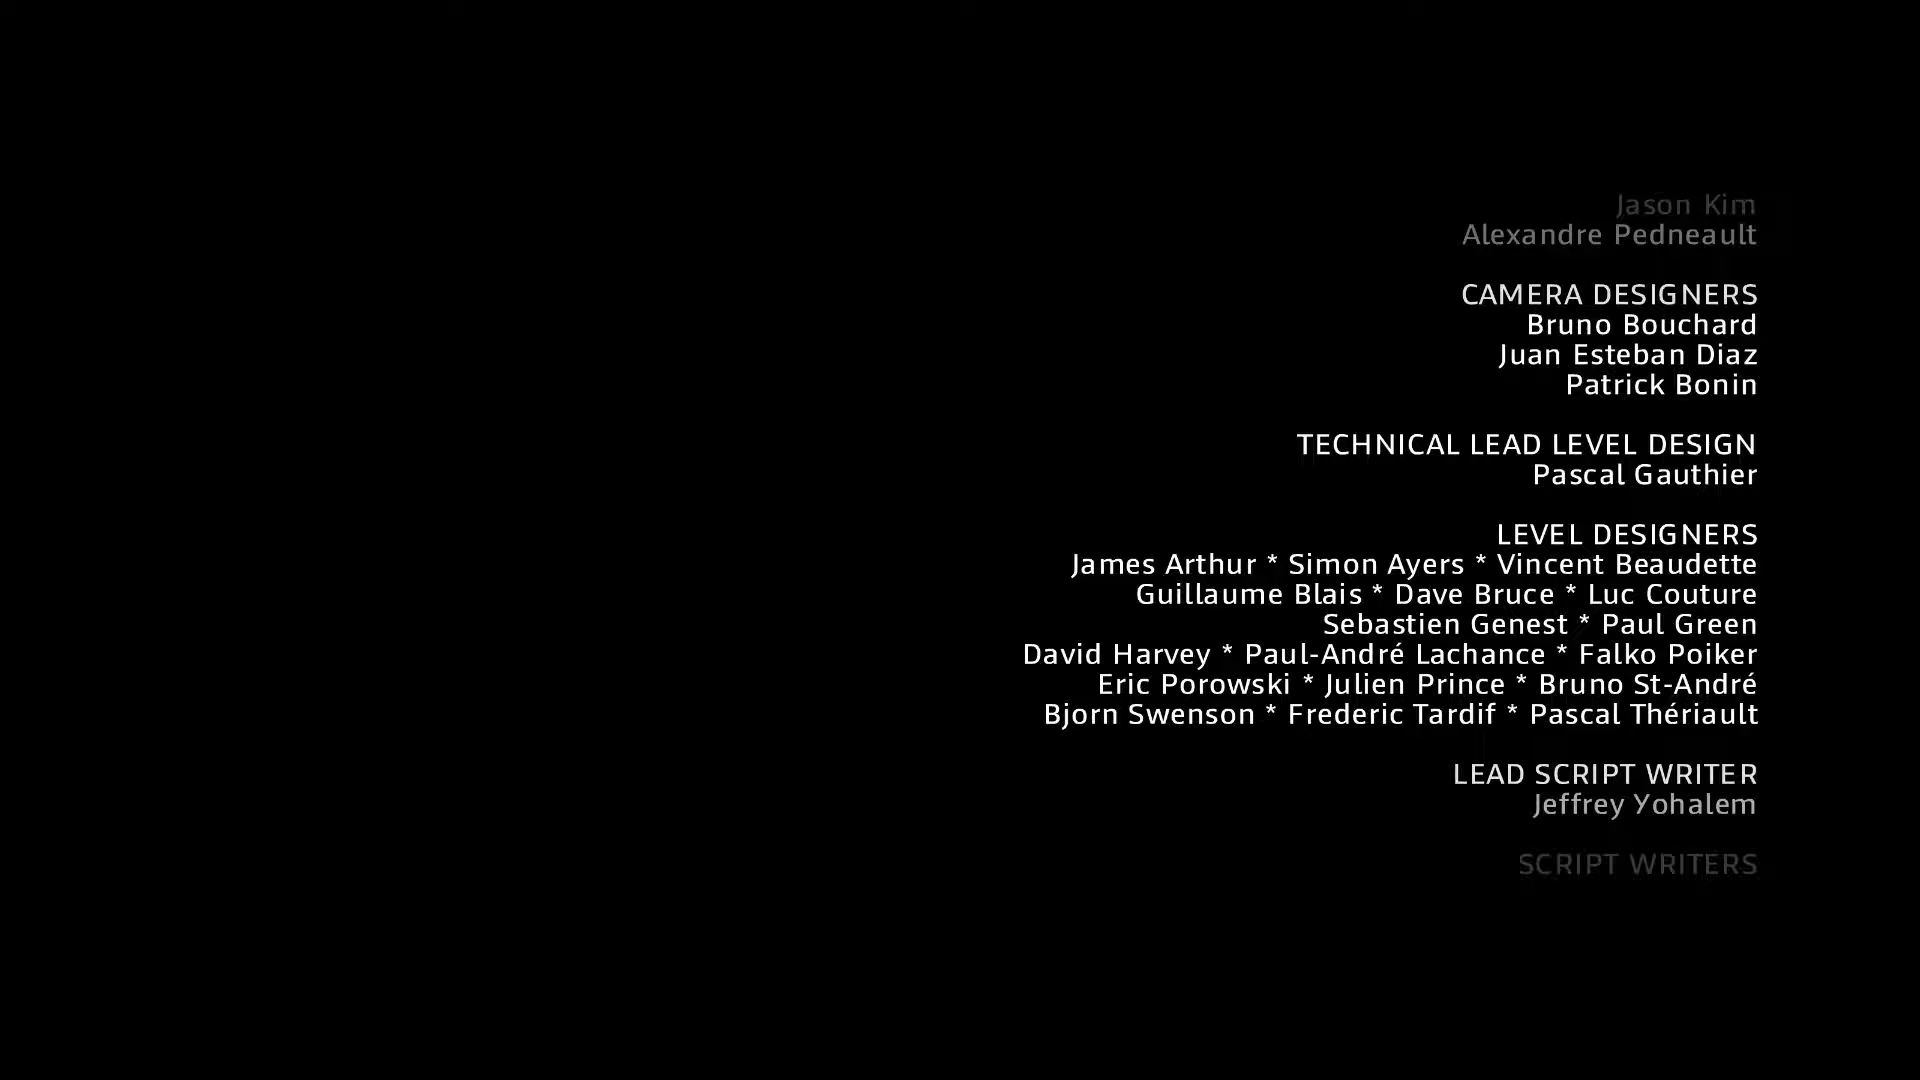 Jason Kim
Alexandre Pedneault
CAMERA DESIGNERS
Bruno Bouchard
Juan Esteban Diaz
Patrick Bonin
TECHNICAL LEAD LEVEL DESIGN
Pascal Gauthier
LEVEL DESIGNERS
James Arthur * Simon Ayers * Vincent Beaudette
Guillaume Blais * Dave Bruce * Luc Couture
Sebastien Genest * Paul Green
David Harvey * Paul-André Lachance * Falko Poiker
Eric Porowski * Julien Prince * Bruno St-André
Bjorn Swenson * Frederic Tardif * Pascal Thériault
LEAD SCRIPT WRITER
Jeffrey Yohalem
SCRIPT WRITERS